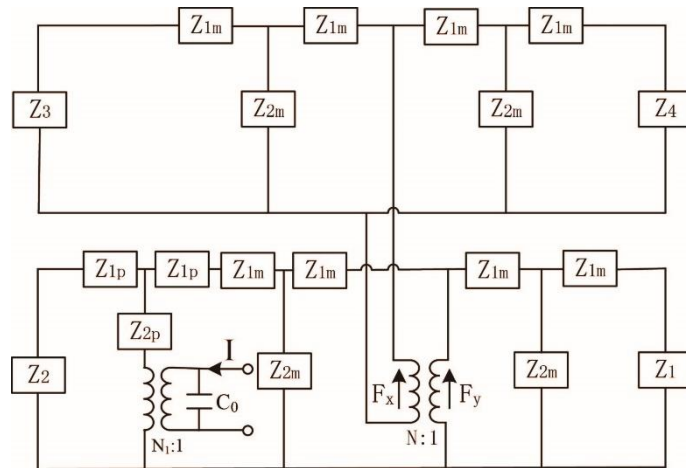 Z1m Z1m Z1m Z1m
Z3 Z2m Z2m Z4
Z1p Z1p Z1m Z1m Z1m Z1m
Z2p
I
Z2 C0 Z2m Fx Fy Z2m Z1
N1:1 N:1